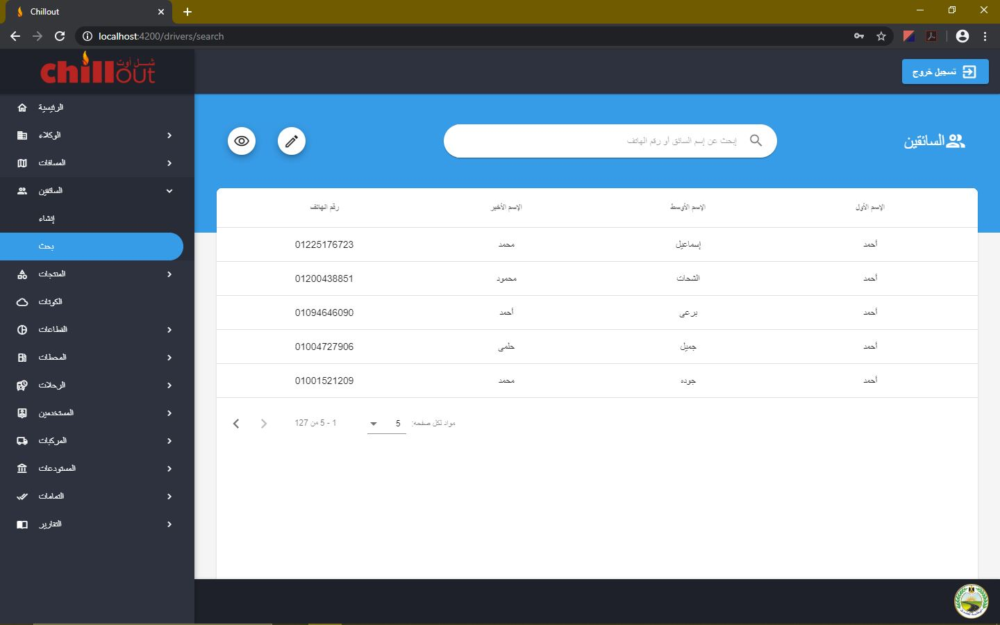 Chillout
localhost:4200/drivers/search
chillout
شـــل أوت
تسجيل خروج
الرئيسية
الوكلاء
المسافات
السائقين
إنشاء
بحث
المنتجات
الكوتات
القطاعات
المحطات
الرحلات
المستخدمين
المركبات
المستودعات
التمامات
التقارير
السائقين
إبحث عن إسم السائق أو رقم الهاتف
الإسم الأول الإسم الأوسط الإسم الأخير رقم الهاتف
أحمد إسماعيل محمد 01225176723
أحمد الشحات محمود 01200438851
أحمد برعى أحمد 01094646090
أحمد جميل حلمى 01004727906
أحمد جوده محمد 01001521209
مواد لكل صفحه: 5 1 - 5 من 127